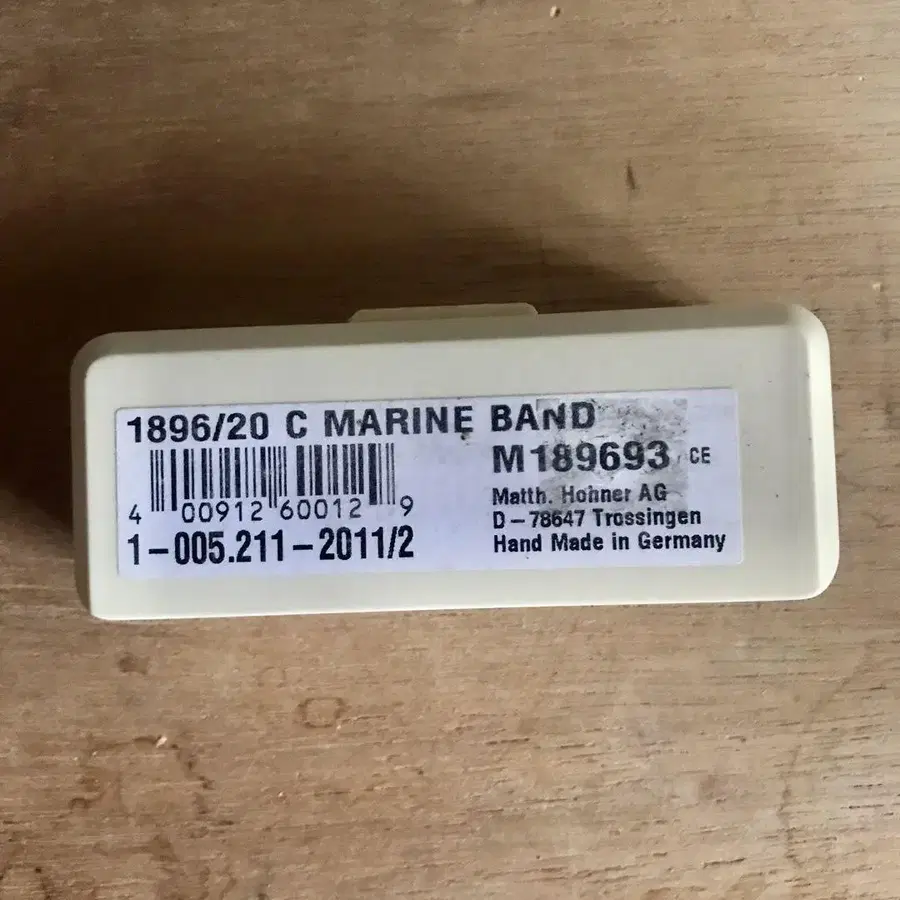 1896/20 C MARINE BAND
M 189693 CE
4 00912 60012 9
Matth. Hohner AG
D – 78647 Trossingen
1–005.211–2011/2
Hand Made in Germany